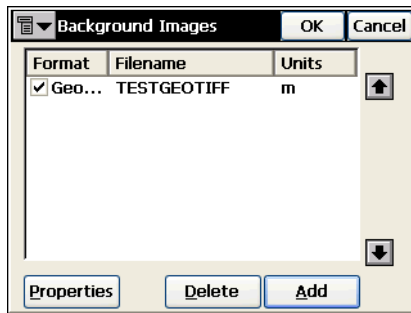 Background Images OK Cancel
Format Filename Units
Geo... TESTGEOTIFF m
Properties Delete Add